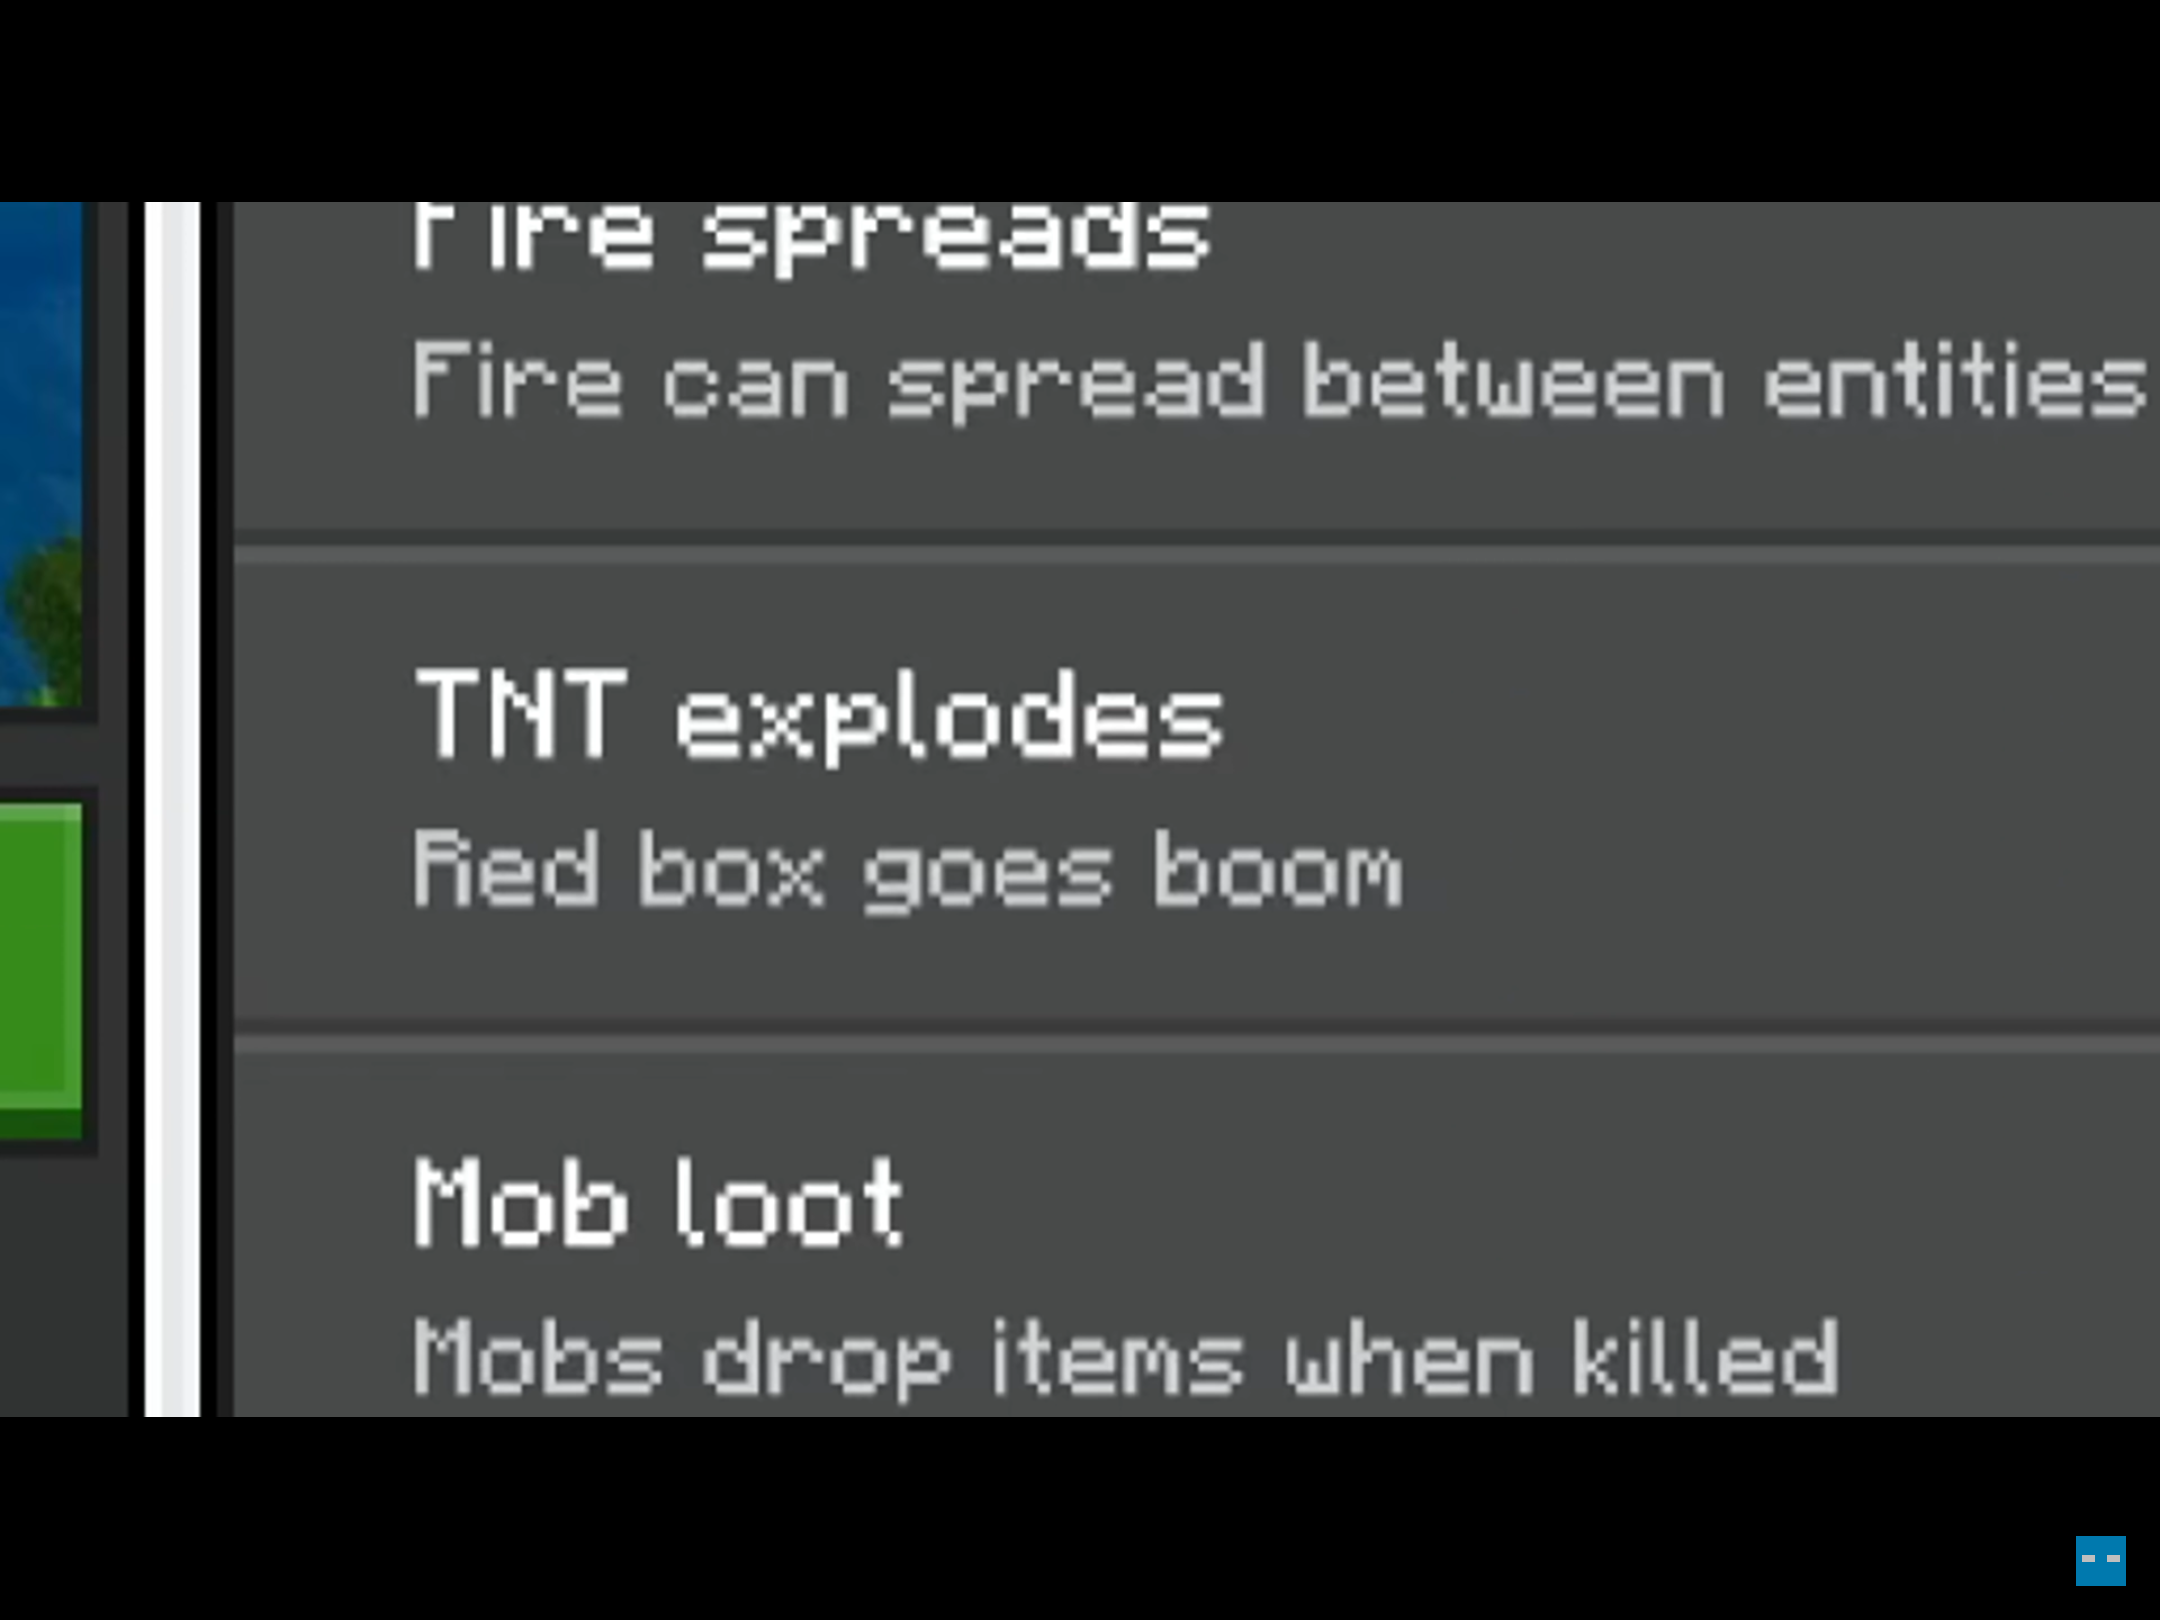 Fire spreads
Fire can spread between entities
TNT explodes
Red box goes boom
Mob loot
Mobs drop items when killed